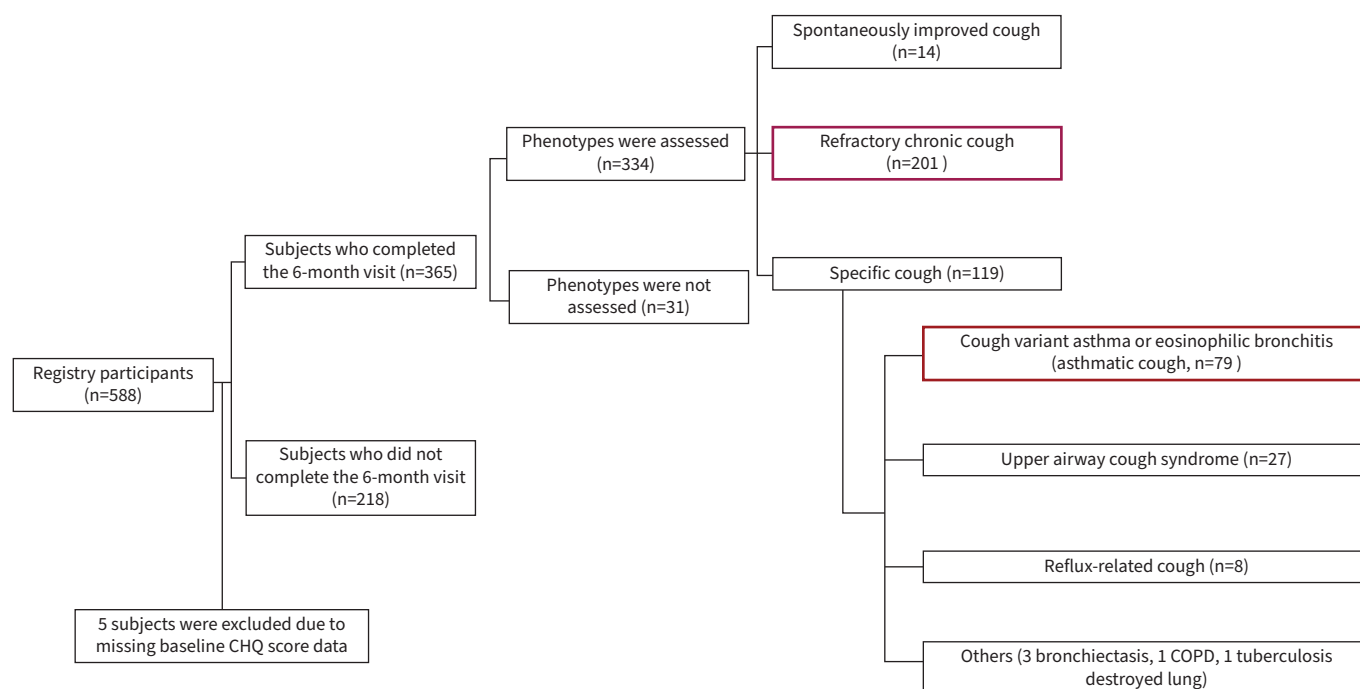 Registry participants
(n=588)
5 subjects were excluded due to
missing baseline CHQ score data
Subjects who completed
the 6-month visit (n=365)
Subjects who did not
complete the 6-month visit
(n=218)
Phenotypes were assessed
(n=334)
Phenotypes were not
assessed (n=31)
Spontaneously improved cough
(n=14)
Refractory chronic cough
(n=201 )
Specific cough (n=119)
Cough variant asthma or eosinophilic bronchitis
(asthmatic cough, n=79 )
Upper airway cough syndrome (n=27)
Reflux-related cough (n=8)
Others (3 bronchiectasis, 1 COPD, 1 tuberculosis
destroyed lung)